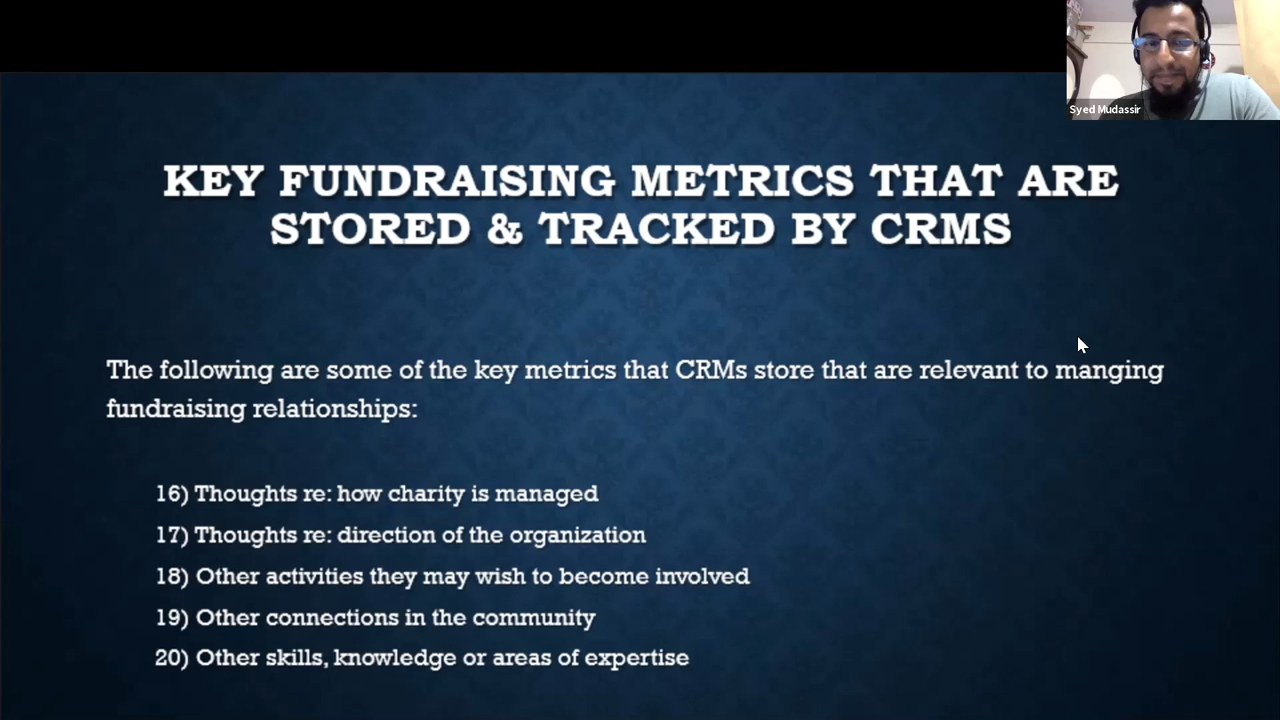 Syed Mudassir
KEY FUNDRAISING METRICS THAT ARE
STORED & TRACKED BY CRMS
The following are some of the key metrics that CRMs store that are relevant to manging
fundraising relationships:
16) Thoughts re: how charity is managed
17) Thoughts re: direction of the organization
18) Other activities they may wish to become involved
19) Other connections in the community
20) Other skills, knowledge or areas of expertise